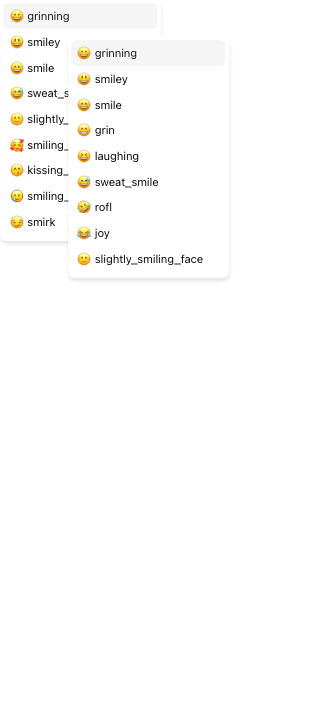 grinning
smiley
smile
sweat_s
slightly_
smiling_
kissing_
smiling_
smirk
grinning
smiley
smile
grin
laughing
sweat_smile
rofl
joy
slightly_smiling_face